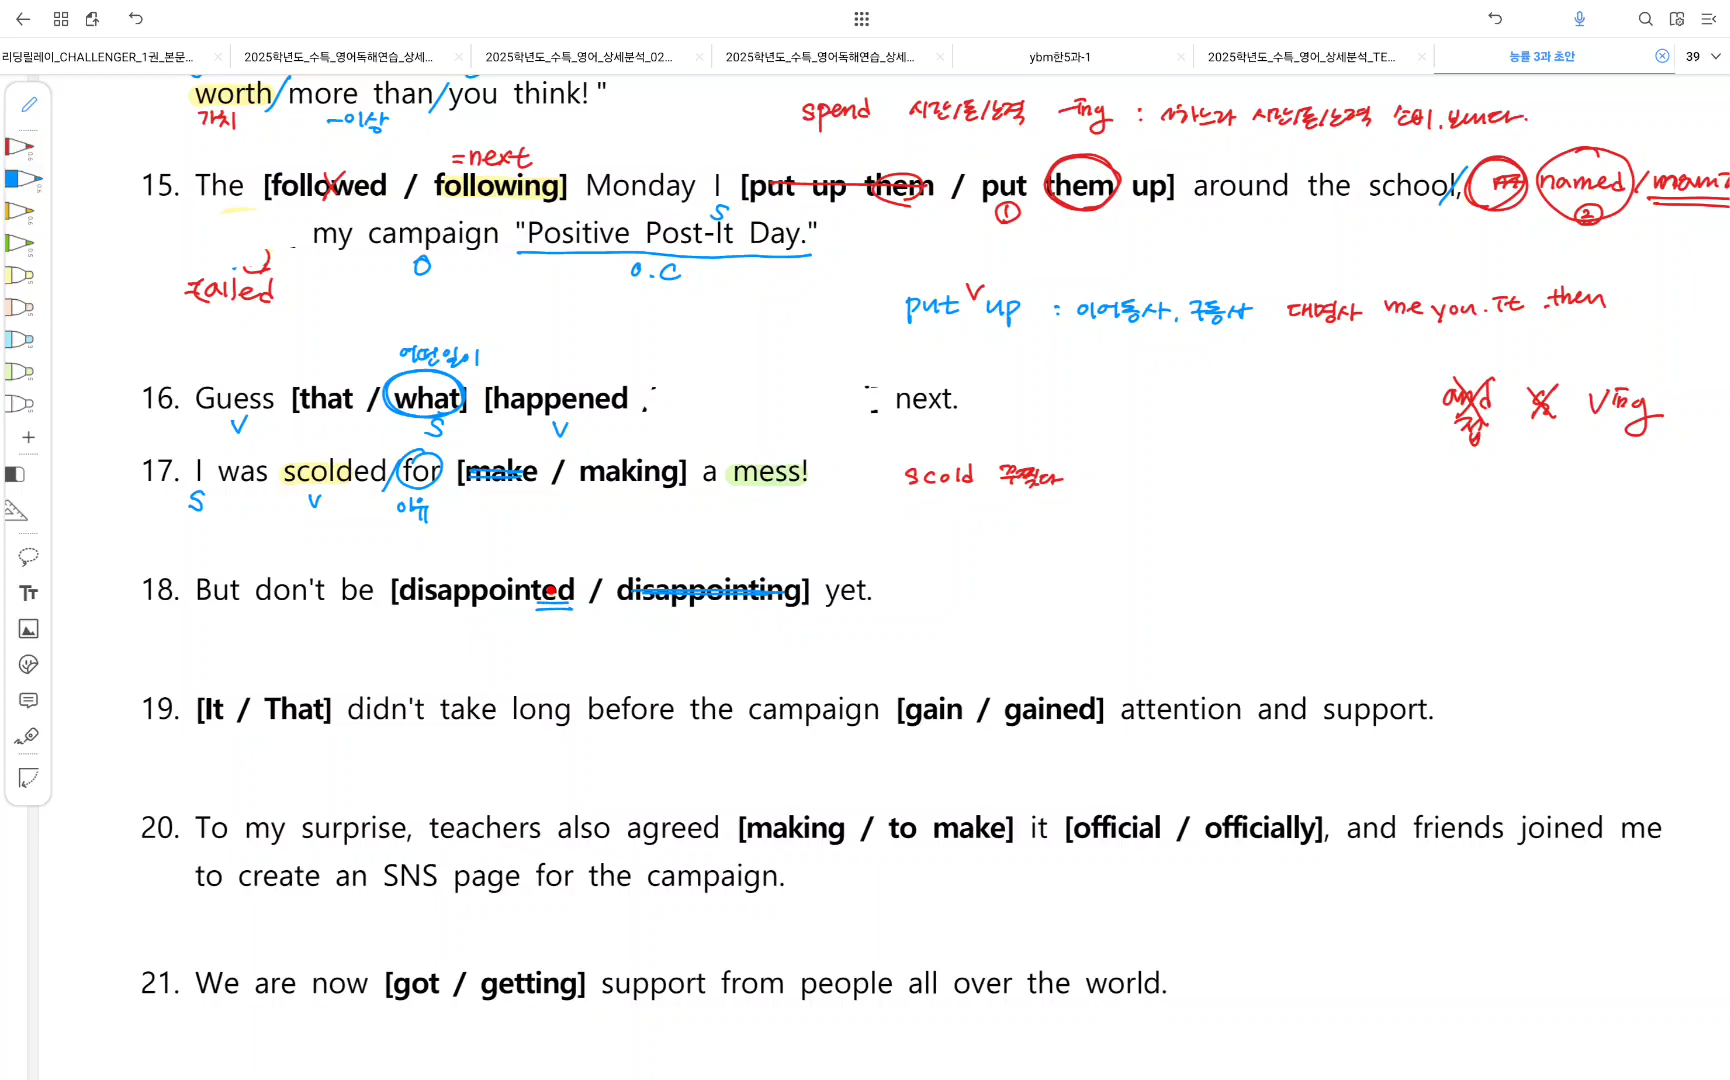 리딩릴레이_CHALLENGER_1권_본문...
2025학년도_수특_영어독해연습_상세...
2025학년도_수특_영어_상세분석_02...
2025학년도_수특_영어독해연습_상세...
ybm한5과-1
2025학년도_수특_영어_상세분석_TE...
능률 3과 초안
39
worth/more than/you think!"
가치 -이상
spend 시간/돈/노력 -ing : ~하느라 시간/돈/노력 소비, 보내다.
=next
15. The [followed / following] Monday I [put up them / put them up] around the school, named/
S ① ②
my campaign "Positive Post-It Day."
O O.C
put V up : 이어동사, 구동사 대명사 me you. it .them
어떤 일이
16. Guess [that / what] [happened / ] next.
V S V
and Ving
17. I was scolded/for [make / making] a mess! scold 꾸짖다
S V 이유
18. But don't be [disappointed / disappointing] yet.
19. [It / That] didn't take long before the campaign [gain / gained] attention and support.
20. To my surprise, teachers also agreed [making / to make] it [official / officially], and friends joined me
to create an SNS page for the campaign.
21. We are now [got / getting] support from people all over the world.